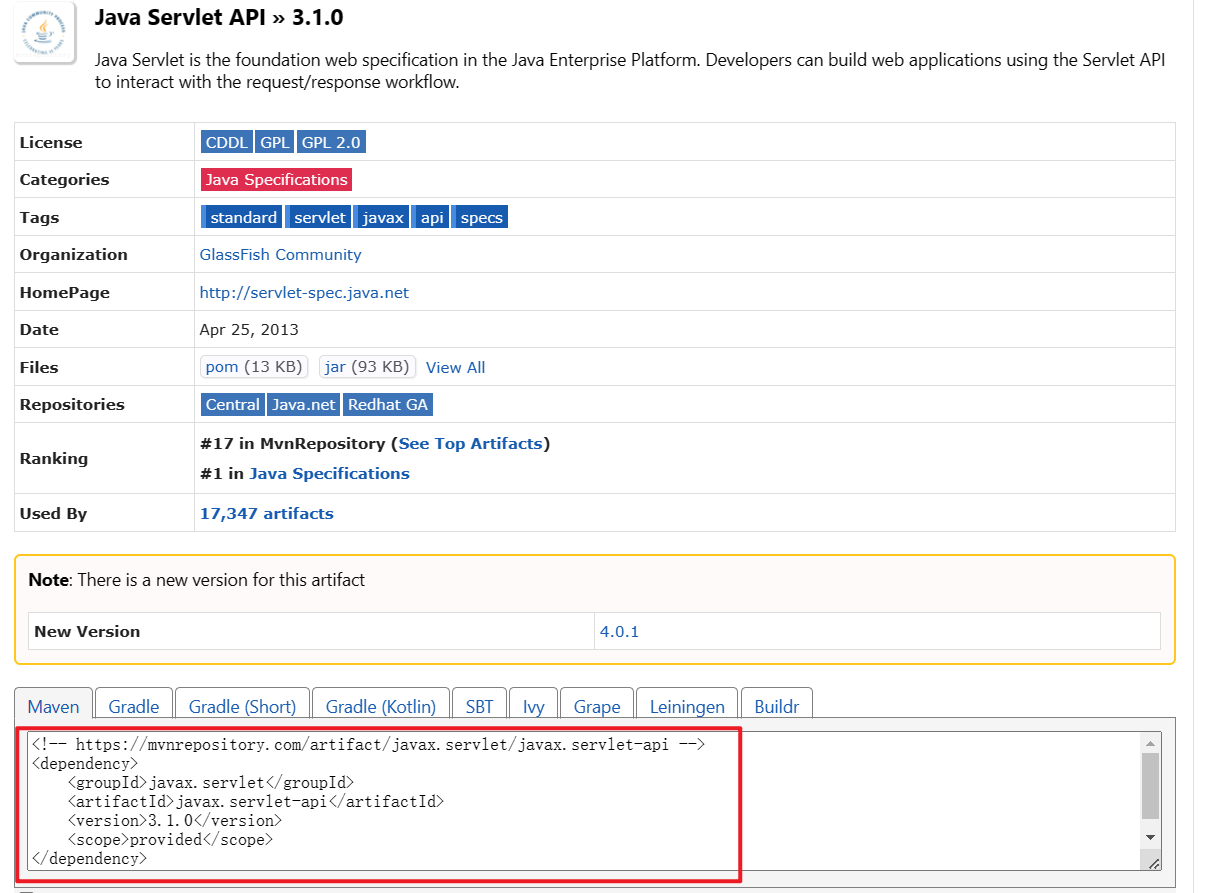 Java Servlet API » 3.1.0
Java Servlet is the foundation web specification in the Java Enterprise Platform. Developers can build web applications using the Servlet API
to interact with the request/response workflow.
License CDDL GPL GPL 2.0
Categories Java Specifications
Tags standard servlet javax api specs
Organization GlassFish Community
HomePage http://servlet-spec.java.net
Date Apr 25, 2013
Files pom (13 KB) jar (93 KB) View All
Repositories Central Java.net Redhat GA
Ranking #17 in MvnRepository (See Top Artifacts)
#1 in Java Specifications
Used By 17,347 artifacts
Note: There is a new version for this artifact
New Version 4.0.1
Maven Gradle Gradle (Short) Gradle (Kotlin) SBT Ivy Grape Leiningen Buildr
<!-- https://mvnrepository.com/artifact/javax.servlet/javax.servlet-api -->
<dependency>
    <groupId>javax.servlet</groupId>
    <artifactId>javax.servlet-api</artifactId>
    <version>3.1.0</version>
    <scope>provided</scope>
</dependency>